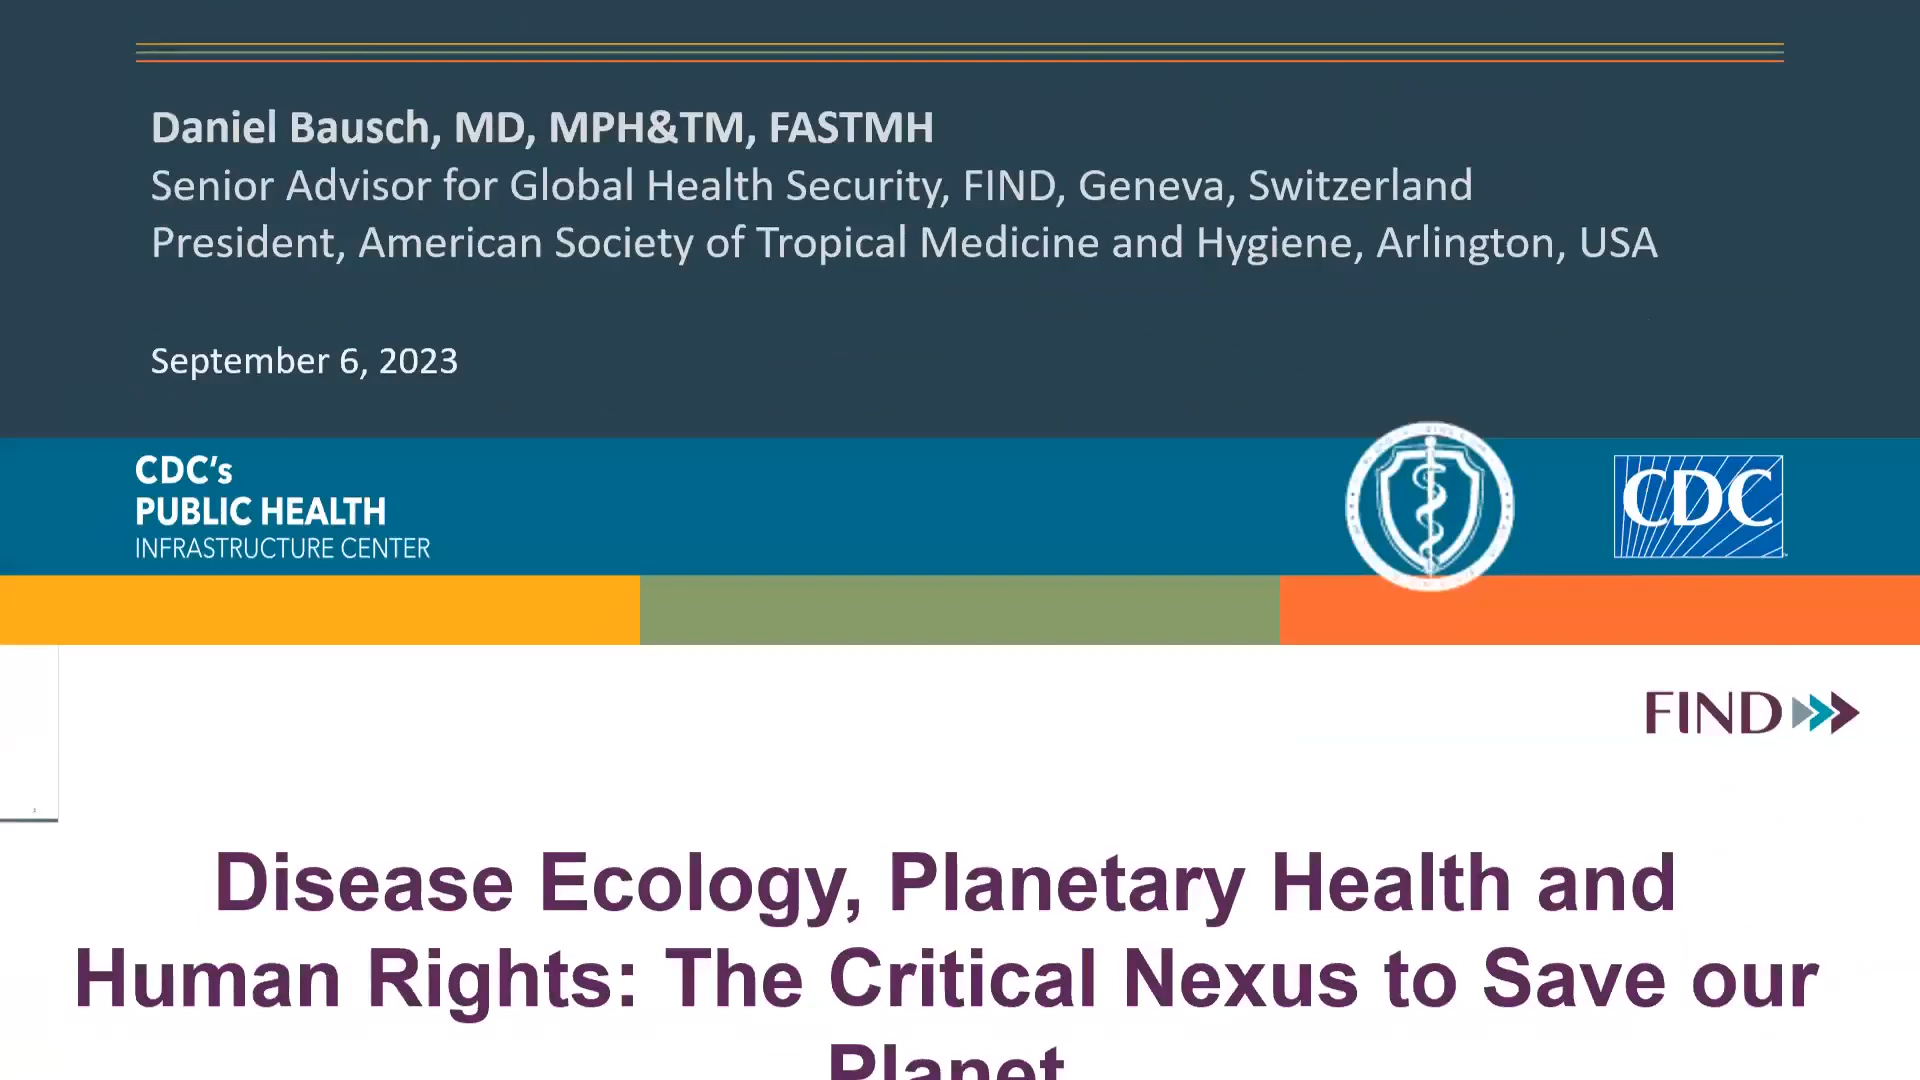 Daniel Bausch, MD, MPH&TM, FASTMH
Senior Advisor for Global Health Security, FIND, Geneva, Switzerland
President, American Society of Tropical Medicine and Hygiene, Arlington, USA
September 6, 2023
CDC's
PUBLIC HEALTH
INFRASTRUCTURE CENTER
CDC
FIND
Disease Ecology, Planetary Health and
Human Rights: The Critical Nexus to Save our
Planet